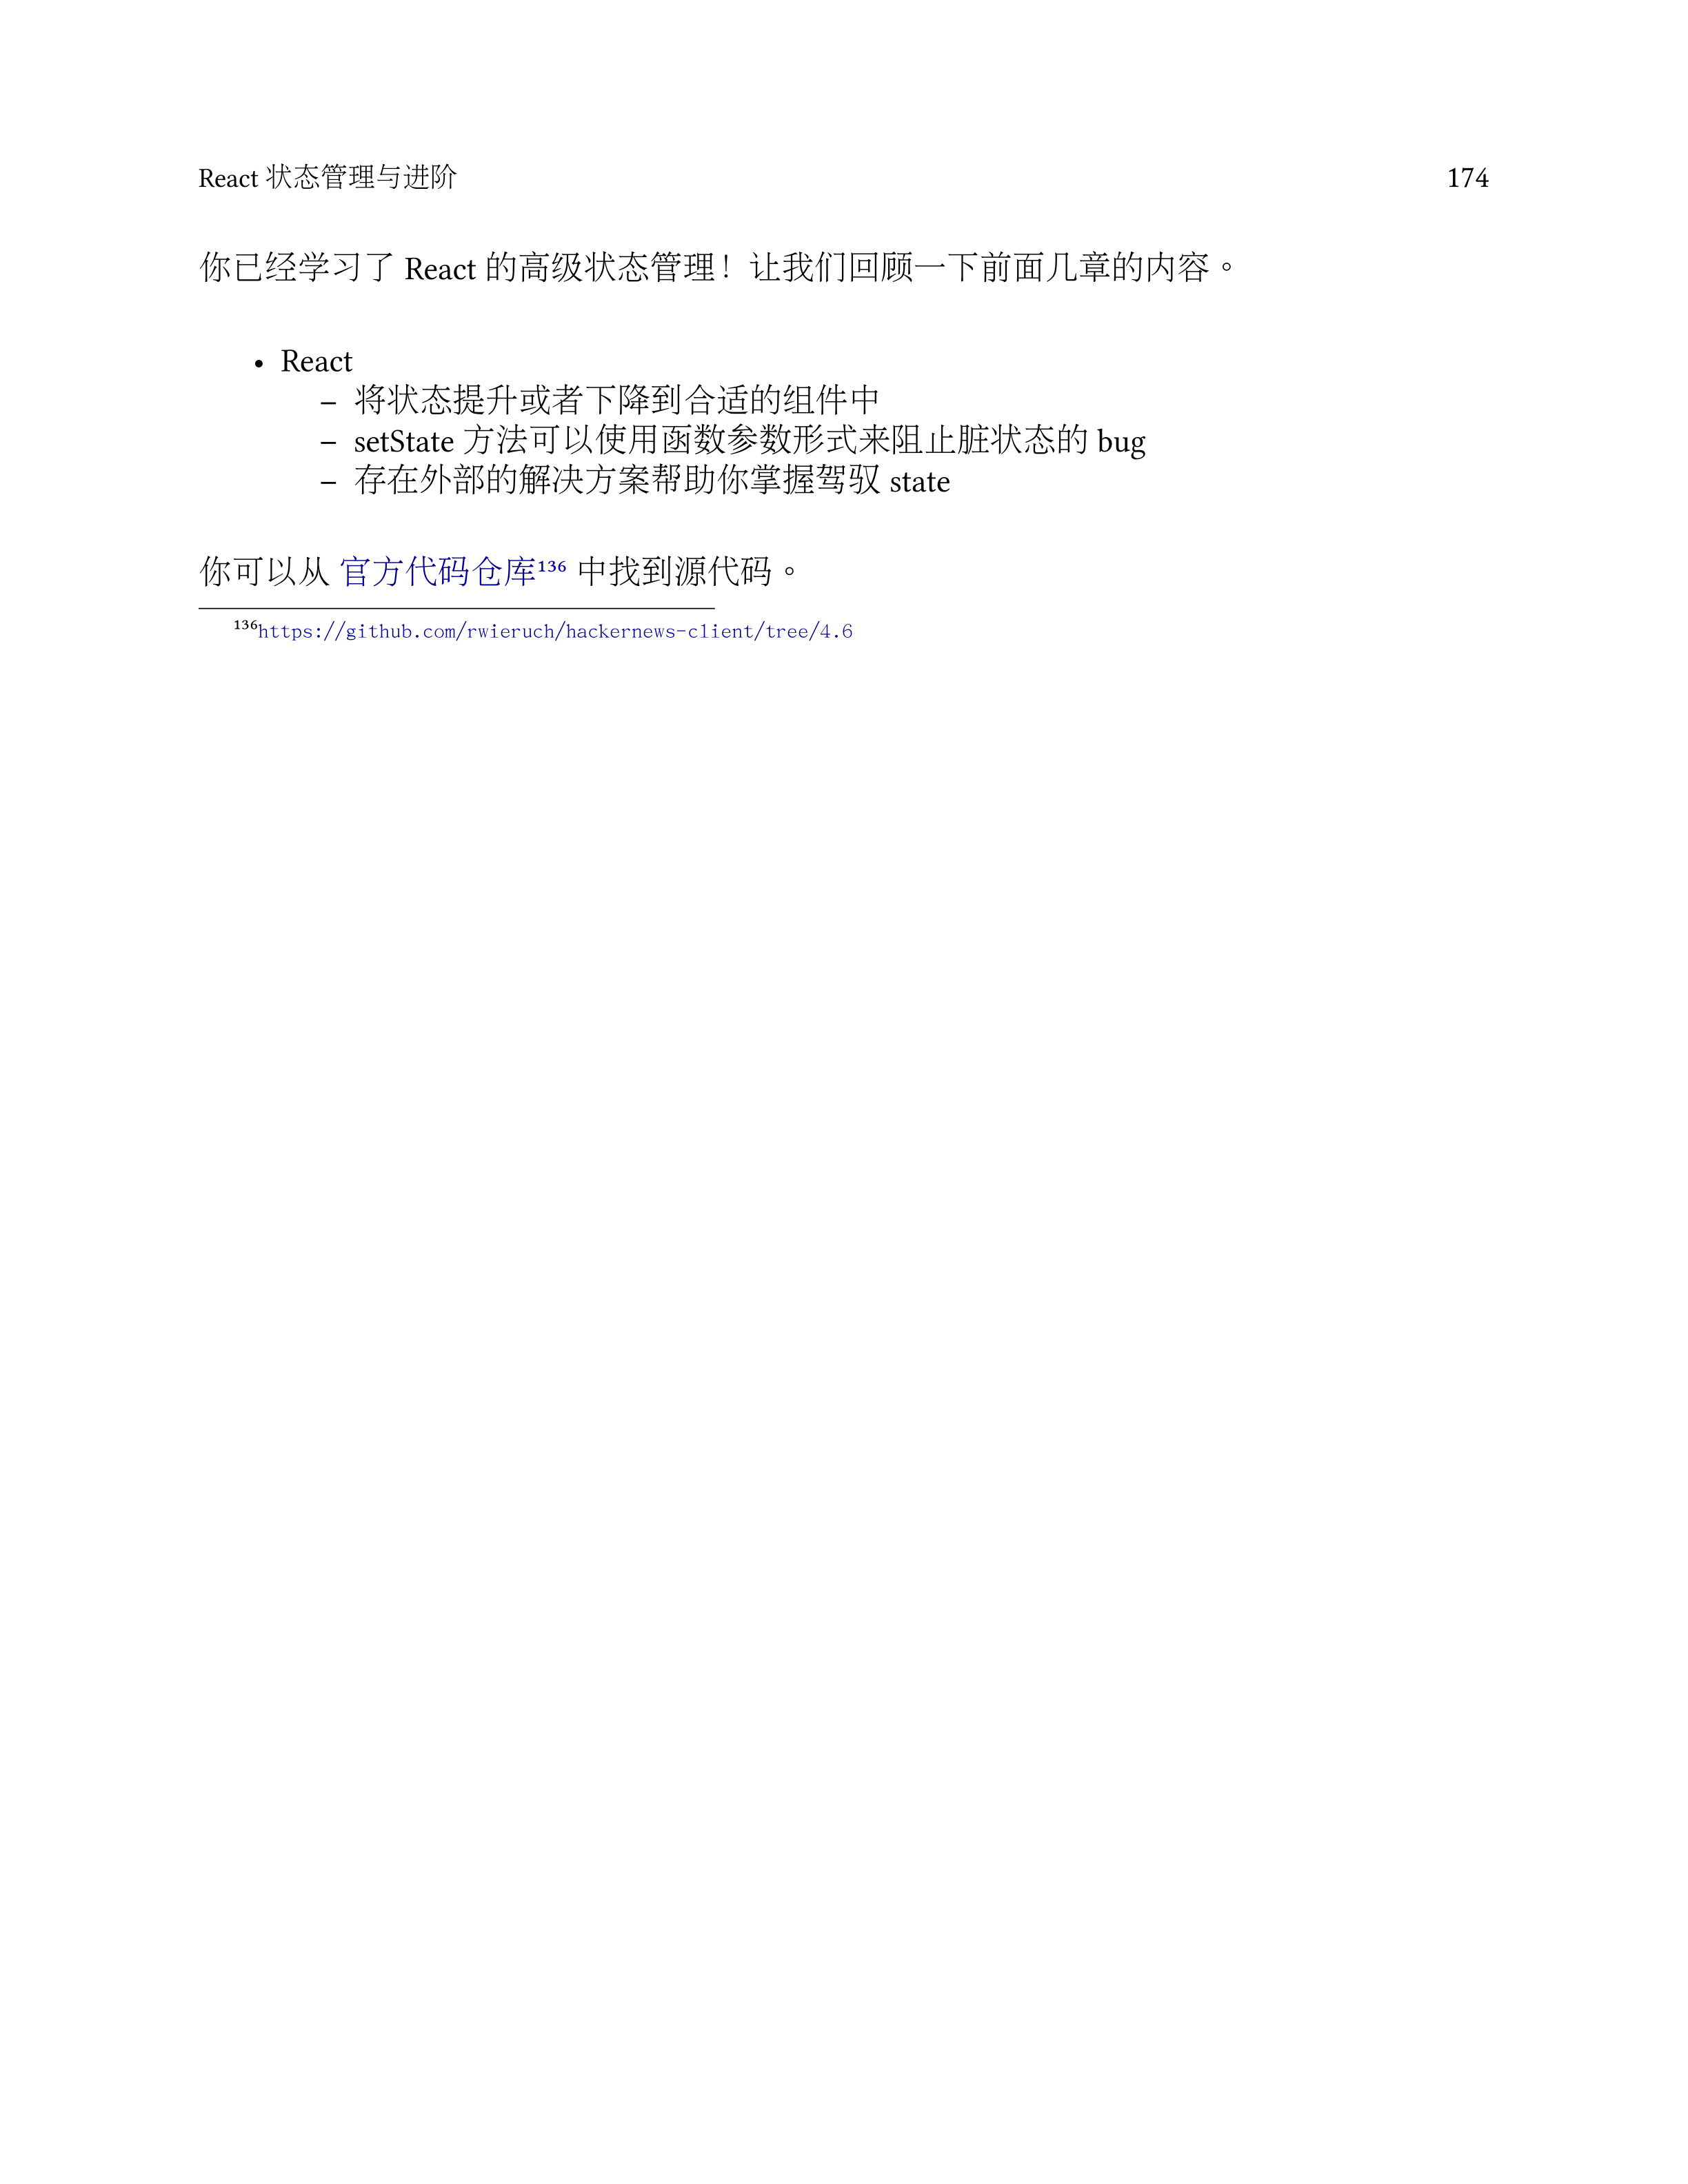 React 状态管理与进阶 174
你已经学习了 React 的高级状态管理！让我们回顾一下前面几章的内容。
• React
– 将状态提升或者下降到合适的组件中
– setState 方法可以使用函数参数形式来阻止脏状态的 bug
– 存在外部的解决方案帮助你掌握驾驭 state
你可以从 官方代码仓库¹³⁶ 中找到源代码。
¹³⁶https://github.com/rwieruch/hackernews-client/tree/4.6